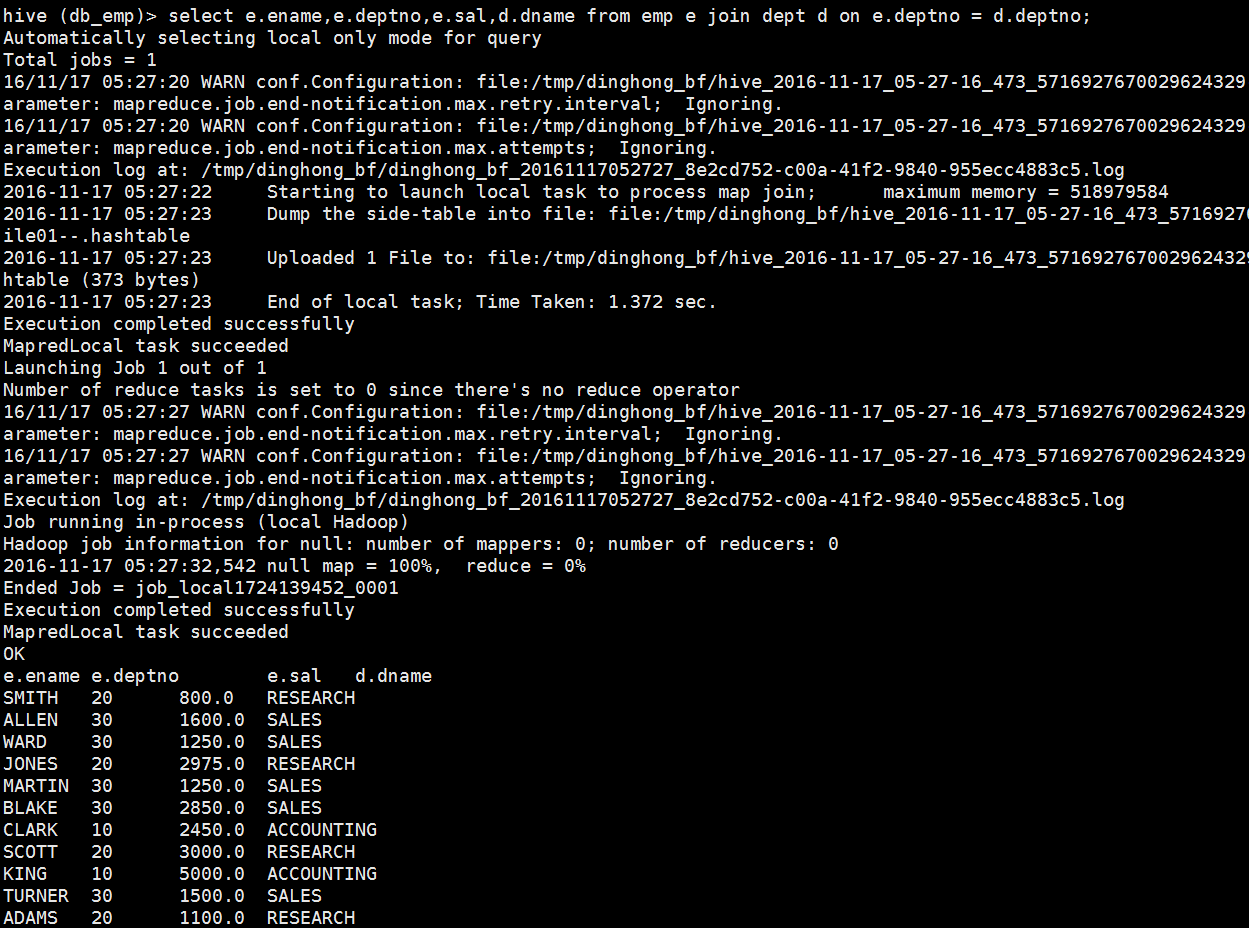 hive (db_emp)> select e.ename,e.deptno,e.sal,d.dname from emp e join dept d on e.deptno = d.deptno;
Automatically selecting local only mode for query
Total jobs = 1
16/11/17 05:27:20 WARN conf.Configuration: file:/tmp/dinghong_bf/hive_2016-11-17_05-27-16_473_5716927670029624329
arameter: mapreduce.job.end-notification.max.retry.interval;  Ignoring.
16/11/17 05:27:20 WARN conf.Configuration: file:/tmp/dinghong_bf/hive_2016-11-17_05-27-16_473_5716927670029624329
arameter: mapreduce.job.end-notification.max.attempts;  Ignoring.
Execution log at: /tmp/dinghong_bf/dinghong_bf_20161117052727_8e2cd752-c00a-41f2-9840-955ecc4883c5.log
2016-11-17 05:27:22     Starting to launch local task to process map join;      maximum memory = 518979584
2016-11-17 05:27:23     Dump the side-table into file: file:/tmp/dinghong_bf/hive_2016-11-17_05-27-16_473_5716927
ile01--.hashtable
2016-11-17 05:27:23     Uploaded 1 File to: file:/tmp/dinghong_bf/hive_2016-11-17_05-27-16_473_5716927670029624329
htable (373 bytes)
2016-11-17 05:27:23     End of local task; Time Taken: 1.372 sec.
Execution completed successfully
MapredLocal task succeeded
Launching Job 1 out of 1
Number of reduce tasks is set to 0 since there's no reduce operator
16/11/17 05:27:27 WARN conf.Configuration: file:/tmp/dinghong_bf/hive_2016-11-17_05-27-16_473_5716927670029624329
arameter: mapreduce.job.end-notification.max.retry.interval;  Ignoring.
16/11/17 05:27:27 WARN conf.Configuration: file:/tmp/dinghong_bf/hive_2016-11-17_05-27-16_473_5716927670029624329
arameter: mapreduce.job.end-notification.max.attempts;  Ignoring.
Execution log at: /tmp/dinghong_bf/dinghong_bf_20161117052727_8e2cd752-c00a-41f2-9840-955ecc4883c5.log
Job running in-process (local Hadoop)
Hadoop job information for null: number of mappers: 0; number of reducers: 0
2016-11-17 05:27:32,542 null map = 100%,  reduce = 0%
Ended Job = job_local1724139452_0001
Execution completed successfully
MapredLocal task succeeded
OK
e.ename e.deptno        e.sal   d.dname
SMITH   20      800.0   RESEARCH
ALLEN   30      1600.0  SALES
WARD    30      1250.0  SALES
JONES   20      2975.0  RESEARCH
MARTIN  30      1250.0  SALES
BLAKE   30      2850.0  SALES
CLARK   10      2450.0  ACCOUNTING
SCOTT   20      3000.0  RESEARCH
KING    10      5000.0  ACCOUNTING
TURNER  30      1500.0  SALES
ADAMS   20      1100.0  RESEARCH